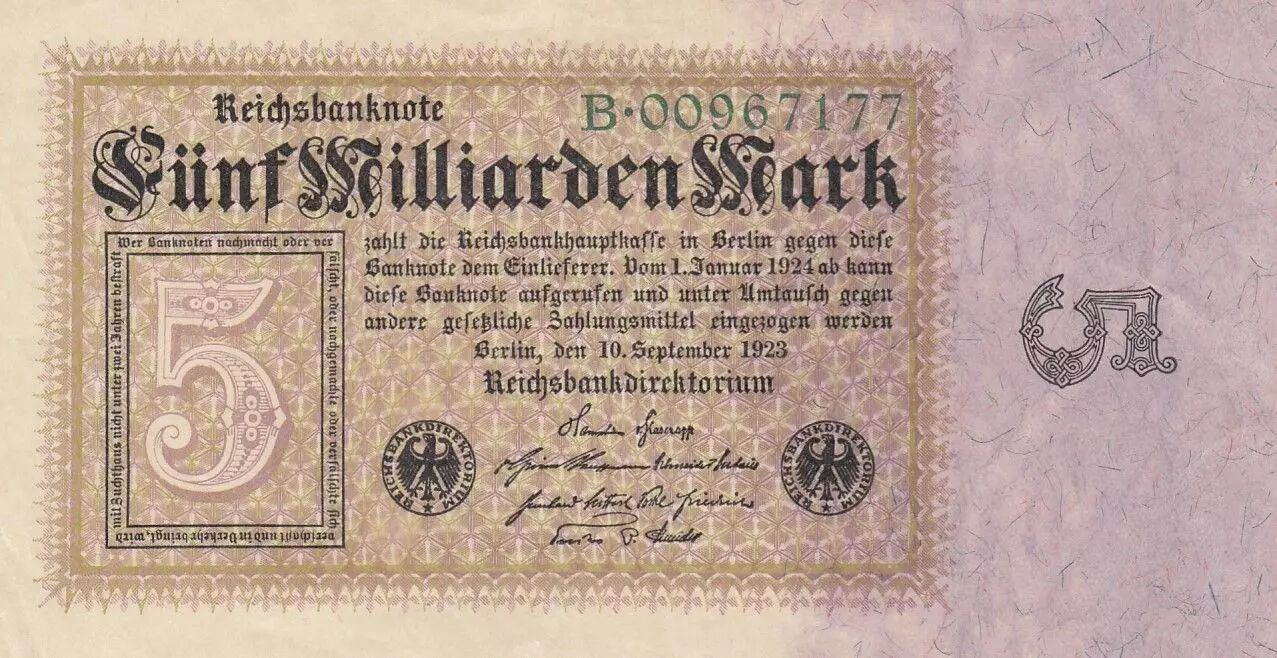 Reichsbanknote
B·00967177
Fünf Milliarden Mark
Wer Banknoten nachmacht oder ver
fälscht, oder nachgemachte oder verfälschte sich
verschafft und in Verkehr bringt, wird
mit Zuchthaus nicht unter zwei Jahren bestraft
5
zahlt die Reichsbankhauptkasse in Berlin gegen diese
Banknote dem Einlieferer. Vom 1. Januar 1924 ab kann
diese Banknote aufgerufen und unter Umtausch gegen
andere gesetzliche Zahlungsmittel eingezogen werden
Berlin, den 10. September 1923
Reichsbankdirektorium
REICHSBANKDIREKTORIUM
REICHSBANKDIREKTORIUM
5